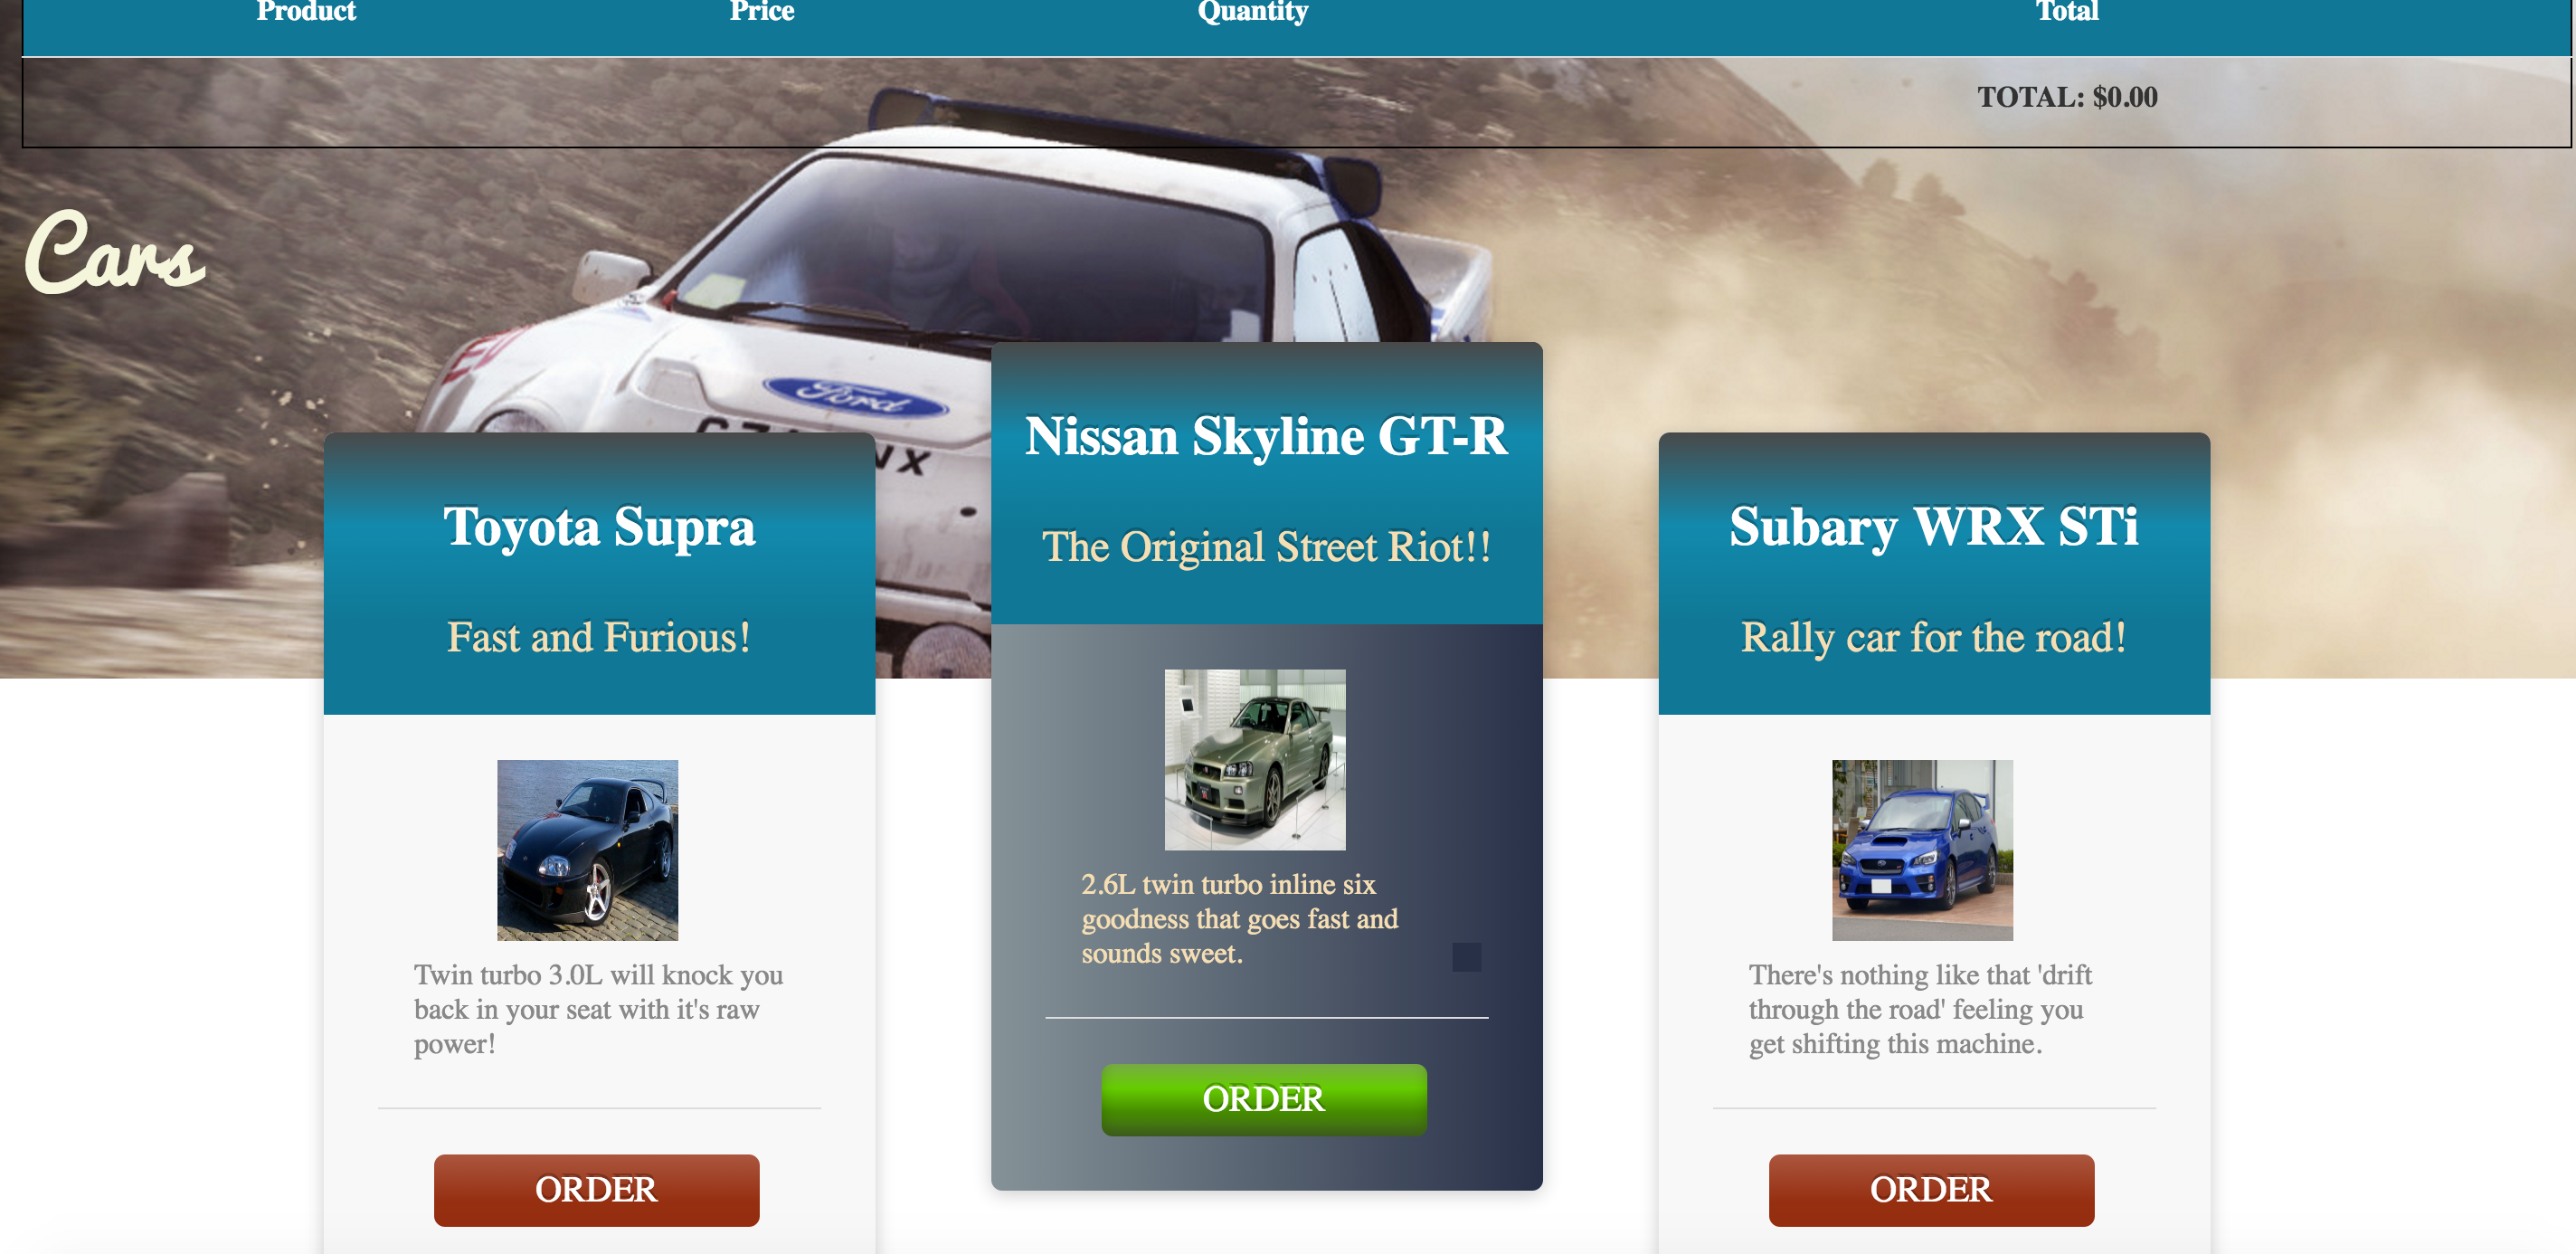 Product Price Quantity Total
TOTAL: $0.00
Cars
Ford
Nissan Skyline GT-R
The Original Street Riot!!
2.6L twin turbo inline six
goodness that goes fast and
sounds sweet.
ORDER
Toyota Supra
Fast and Furious!
Twin turbo 3.0L will knock you
back in your seat with it's raw
power!
ORDER
Subary WRX STi
Rally car for the road!
There's nothing like that 'drift
through the road' feeling you
get shifting this machine.
ORDER